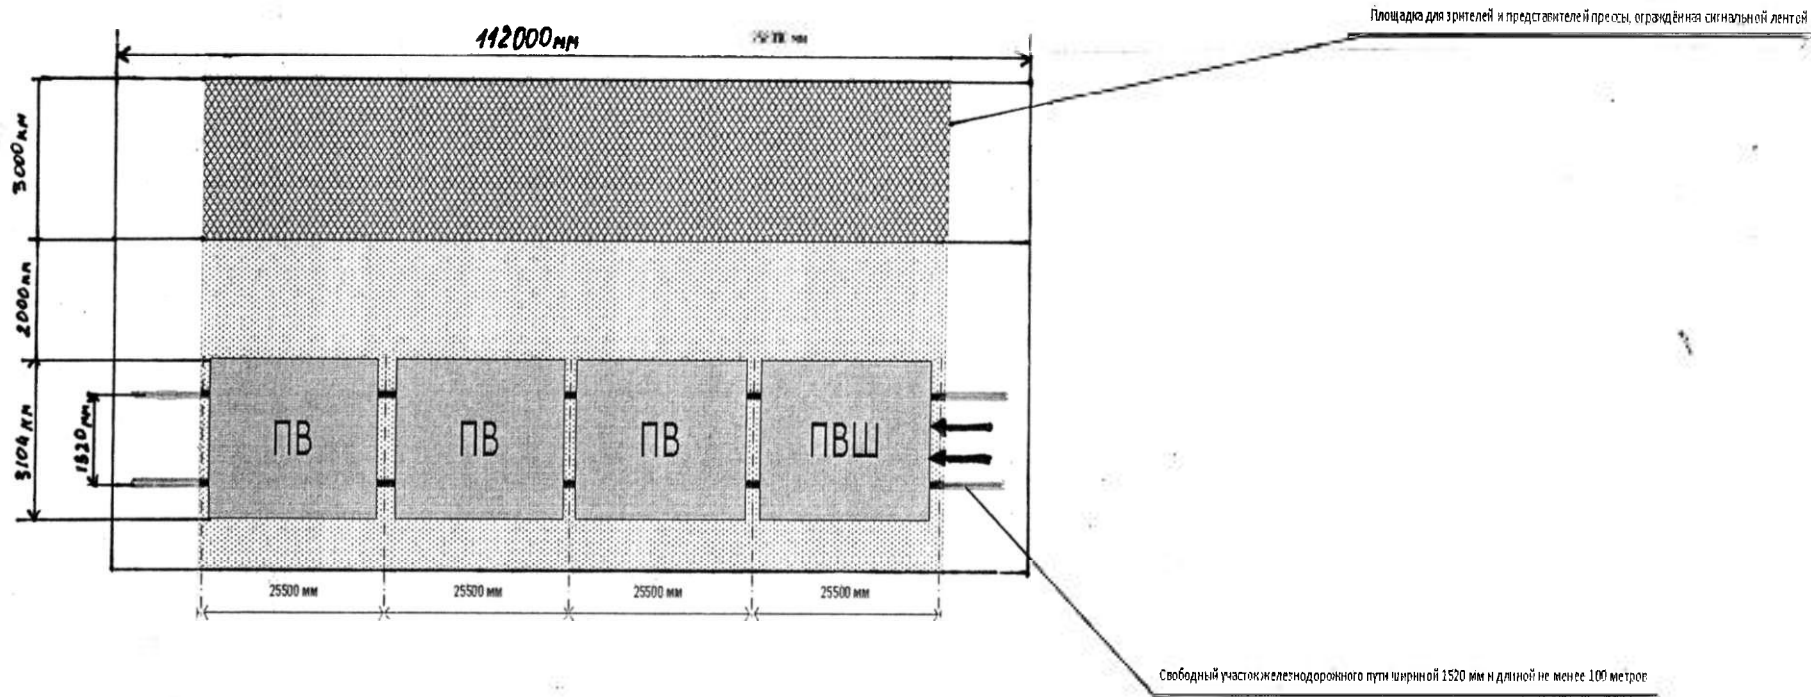 Площадка для зрителей и представителей прессы, ограждённая сигнальной лентой
112000мм
3000мм
2000мм
3104мм
1520мм
ПВ
ПВ
ПВ
ПВШ
25500 мм
25500 мм
25500 мм
25500 мм
Свободный участок железнодорожного пути шириной 1520 мм и длиной не менее 100 метров